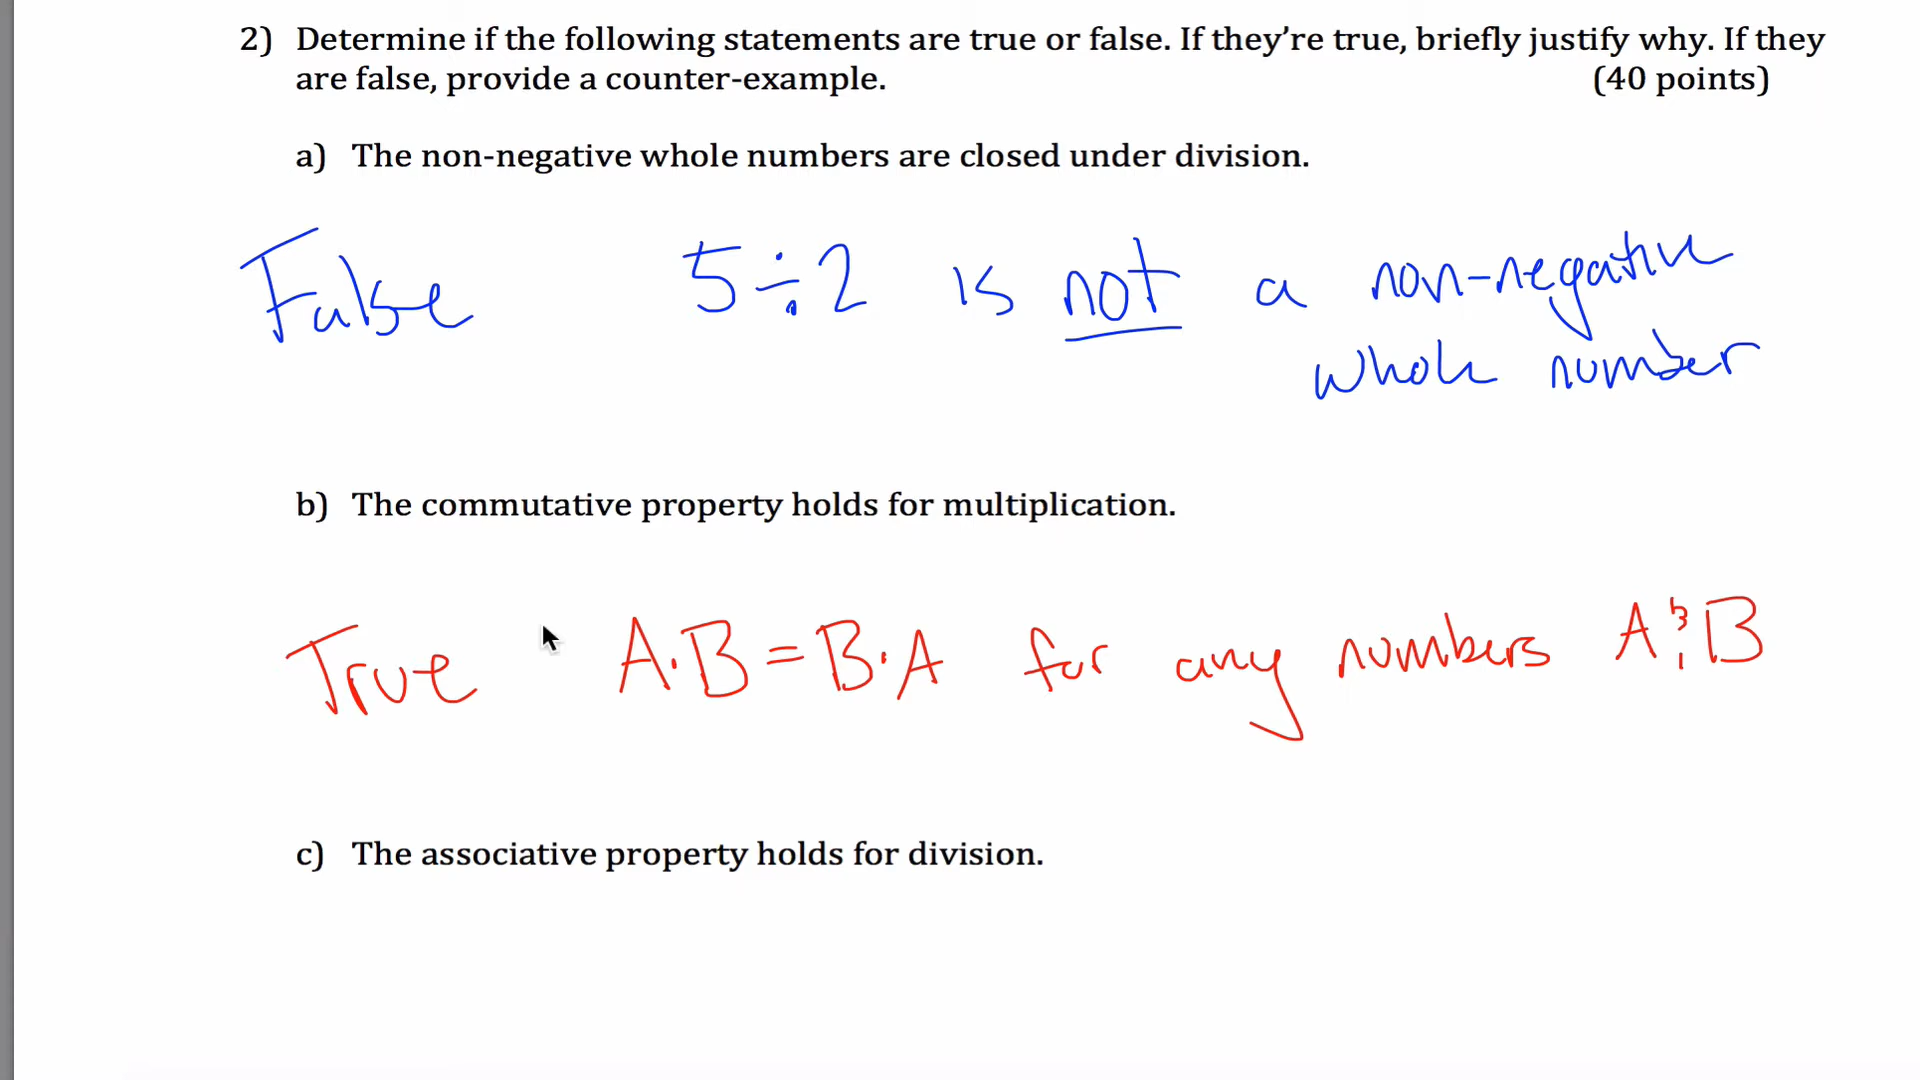 2) Determine if the following statements are true or false. If they’re true, briefly justify why. If they
are false, provide a counter-example. (40 points)
a) The non-negative whole numbers are closed under division.
False 5÷2 is not a non-negative
whole number
b) The commutative property holds for multiplication.
True A·B=B·A for any numbers A & B
c) The associative property holds for division.